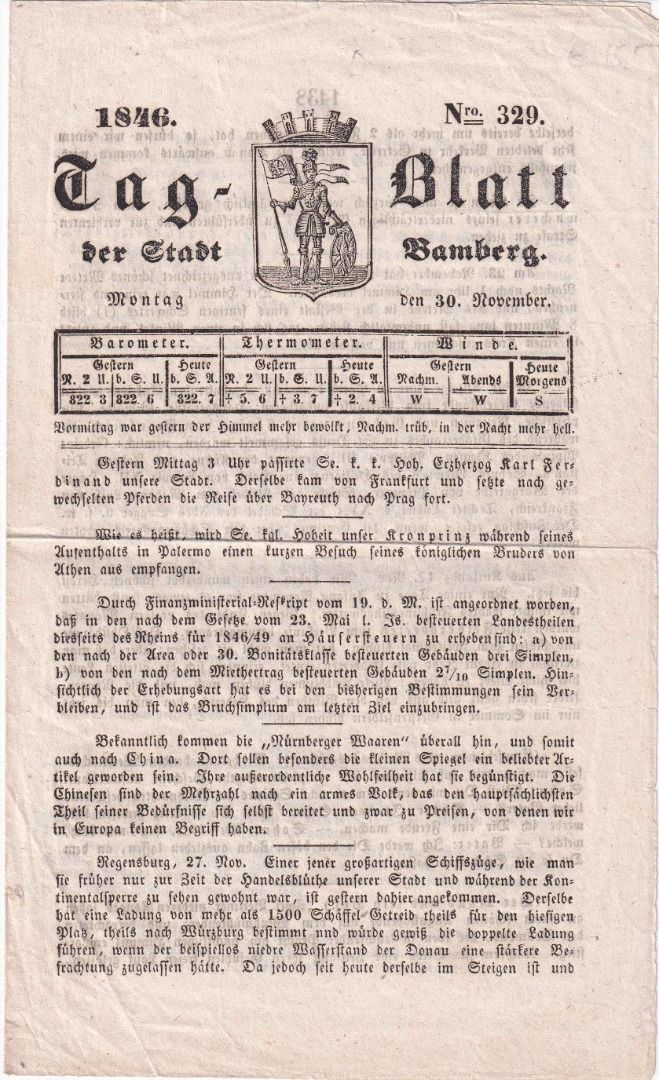 1846.
Nro. 329.
Tag-Blatt
der Stadt Bamberg.
Montag den 30. November.
Barometer. Thermometer. Winde.
Gestern Heute Gestern Heute Gestern Heute
N. 2 U. b. S. U. b. S. A. N. 2 U. b. S. U. b. S. A. Nachm. Abends Morgens
322. 3 322. 6 322. 7 + 5. 6 + 3. 7 + 2. 4 W W S
Vormittag war gestern der Himmel mehr bewölkt, Nachm. trüb, in der Nacht mehr hell.
Gestern Mittag 3 Uhr passirte Se. k. k. Hoh. Erzherzog Karl Fer-
dinand unsere Stadt. Derselbe kam von Frankfurt und setzte nach ge-
wechselten Pferden die Reise über Bayreuth nach Prag fort.
Wie es heißt, wird Se. kgl. Hoheit unser Kronprinz während seines
Aufenthalts in Palermo einen kurzen Besuch seines königlichen Bruders von
Athen aus empfangen.
Durch Finanzministerial-Reskript vom 19. d. M. ist angeordnet worden,
daß in den nach dem Gesetze vom 23. Mai l. Js. besteuerten Landestheilen
diesseits des Rheins für 1846/49 an Häusersteuern zu erheben sind: a) von
den nach der Area oder 30. Bonitätsklasse besteuerten Gebäuden drei Simplen,
b) von den nach dem Miethertrag besteuerten Gebäuden 2 7/10 Simplen. Hin-
sichtlich der Erhebungsart hat es bei den bisherigen Bestimmungen sein Ver-
bleiben, und ist das Bruchsimplum am letzten Ziel einzubringen.
Bekanntlich kommen die „Nürnberger Waaren" überall hin, und somit
auch nach China. Dort sollen besonders die kleinen Spiegel ein beliebter Ar-
tikel geworden sein. Ihre außerordentliche Wohlfeilheit hat sie begünstigt. Die
Chinesen sind der Mehrzahl nach ein armes Volk, das den hauptsächlichsten
Theil seiner Bedürfnisse sich selbst bereitet und zwar zu Preisen, von denen wir
in Europa keinen Begriff haben.
Regensburg, 27. Nov. Einer jener großartigen Schiffszüge, wie man
sie früher nur zur Zeit der Handelsblüthe unserer Stadt und während der Kon-
tinentalsperre zu sehen gewohnt war, ist gestern dahier angekommen. Derselbe
hat eine Ladung von mehr als 1500 Schäffel-Getreid theils für den hiesigen
Platz, theils nach Würzburg bestimmt und würde gewiß die doppelte Ladung
führen, wenn der beispiellos niedre Wasserstand der Donau eine stärkere Be-
frachtung zugelassen hätte. Da jedoch seit heute derselbe im Steigen ist und